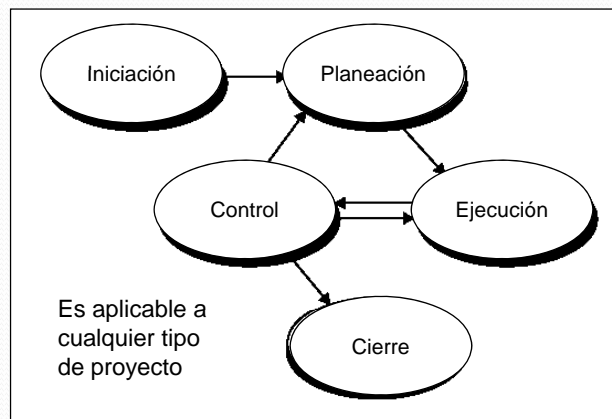 Iniciación
Planeación
Control
Ejecución
Es aplicable a
cualquier tipo
de proyecto
Cierre